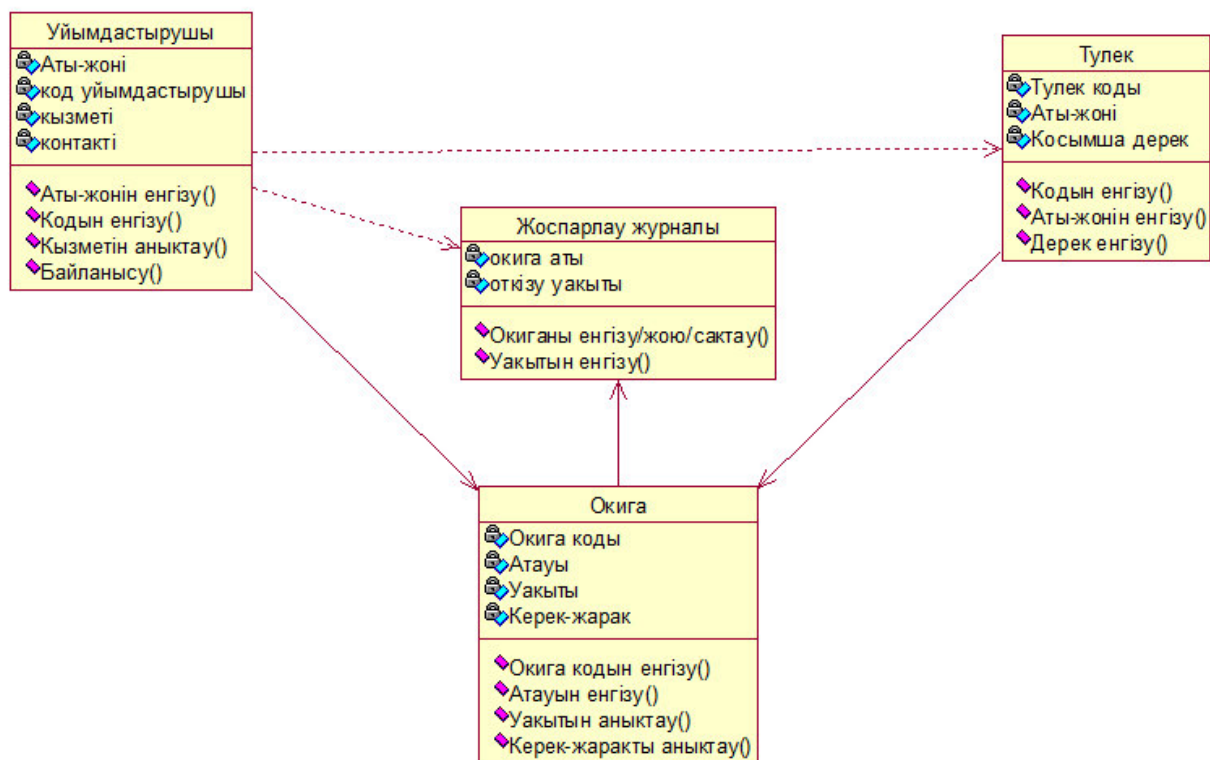 Уйымдастырушы
Аты-жоні
код уйымдастырушы
кызметі
контакті
Аты-жонін енгізу()
Кодын енгізу()
Кызметін аныктау()
Байланысу()
Тулек
Тулек коды
Аты-жоні
Косымша дерек
Кодын енгізу()
Аты-жонін енгізу()
Дерек енгізу()
Жоспарлау журналы
окига аты
откізу уакыты
Окиганы енгізу/жою/сактау()
Уакытын енгізу()
Окига
Окига коды
Атауы
Уакыты
Керек-жарак
Окига кодын енгізу()
Атауын енгізу()
Уакытын аныктау()
Керек-жаракты аныктау()